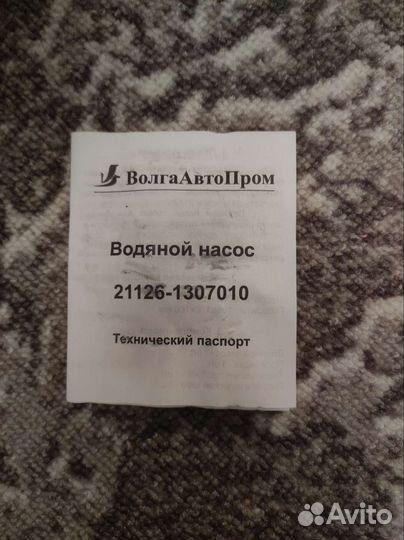 ВолгаАвтоПром
Водяной насос
21126-1307010
Технический паспорт
Avito